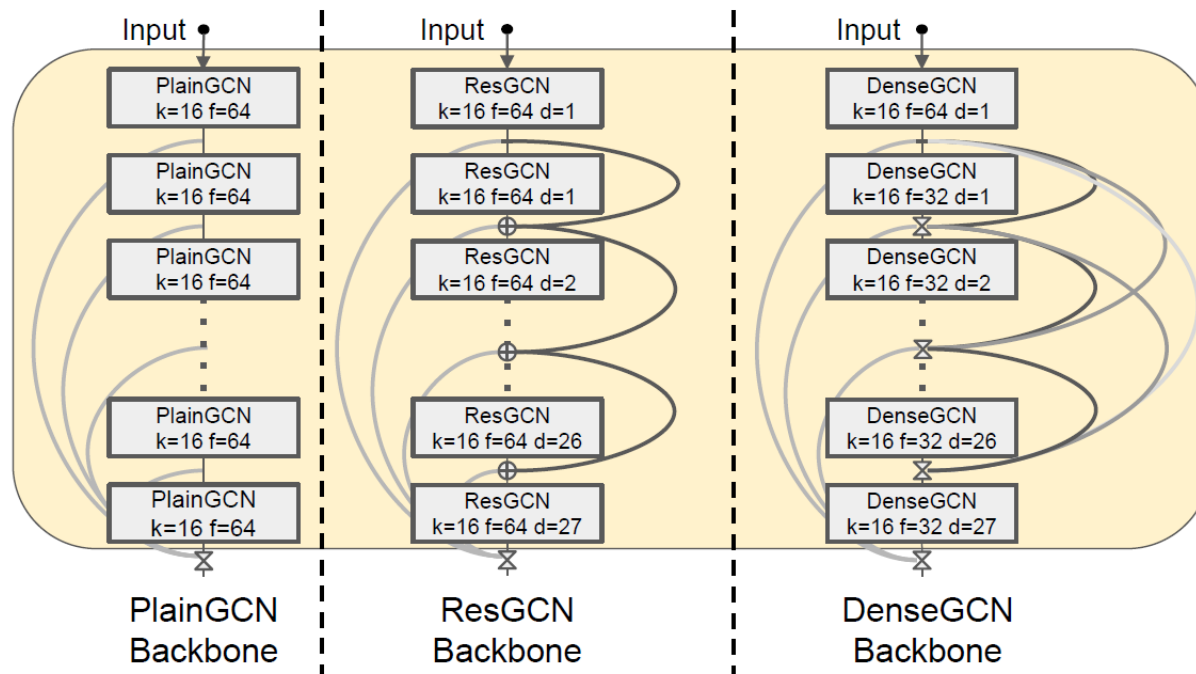 Input
PlainGCN
k=16 f=64
PlainGCN
k=16 f=64
PlainGCN
k=16 f=64
PlainGCN
k=16 f=64
PlainGCN
k=16 f=64
PlainGCN
Backbone
Input
ResGCN
k=16 f=64 d=1
ResGCN
k=16 f=64 d=1
ResGCN
k=16 f=64 d=2
ResGCN
k=16 f=64 d=26
ResGCN
k=16 f=64 d=27
ResGCN
Backbone
Input
DenseGCN
k=16 f=64 d=1
DenseGCN
k=16 f=32 d=1
DenseGCN
k=16 f=32 d=2
DenseGCN
k=16 f=32 d=26
DenseGCN
k=16 f=32 d=27
DenseGCN
Backbone